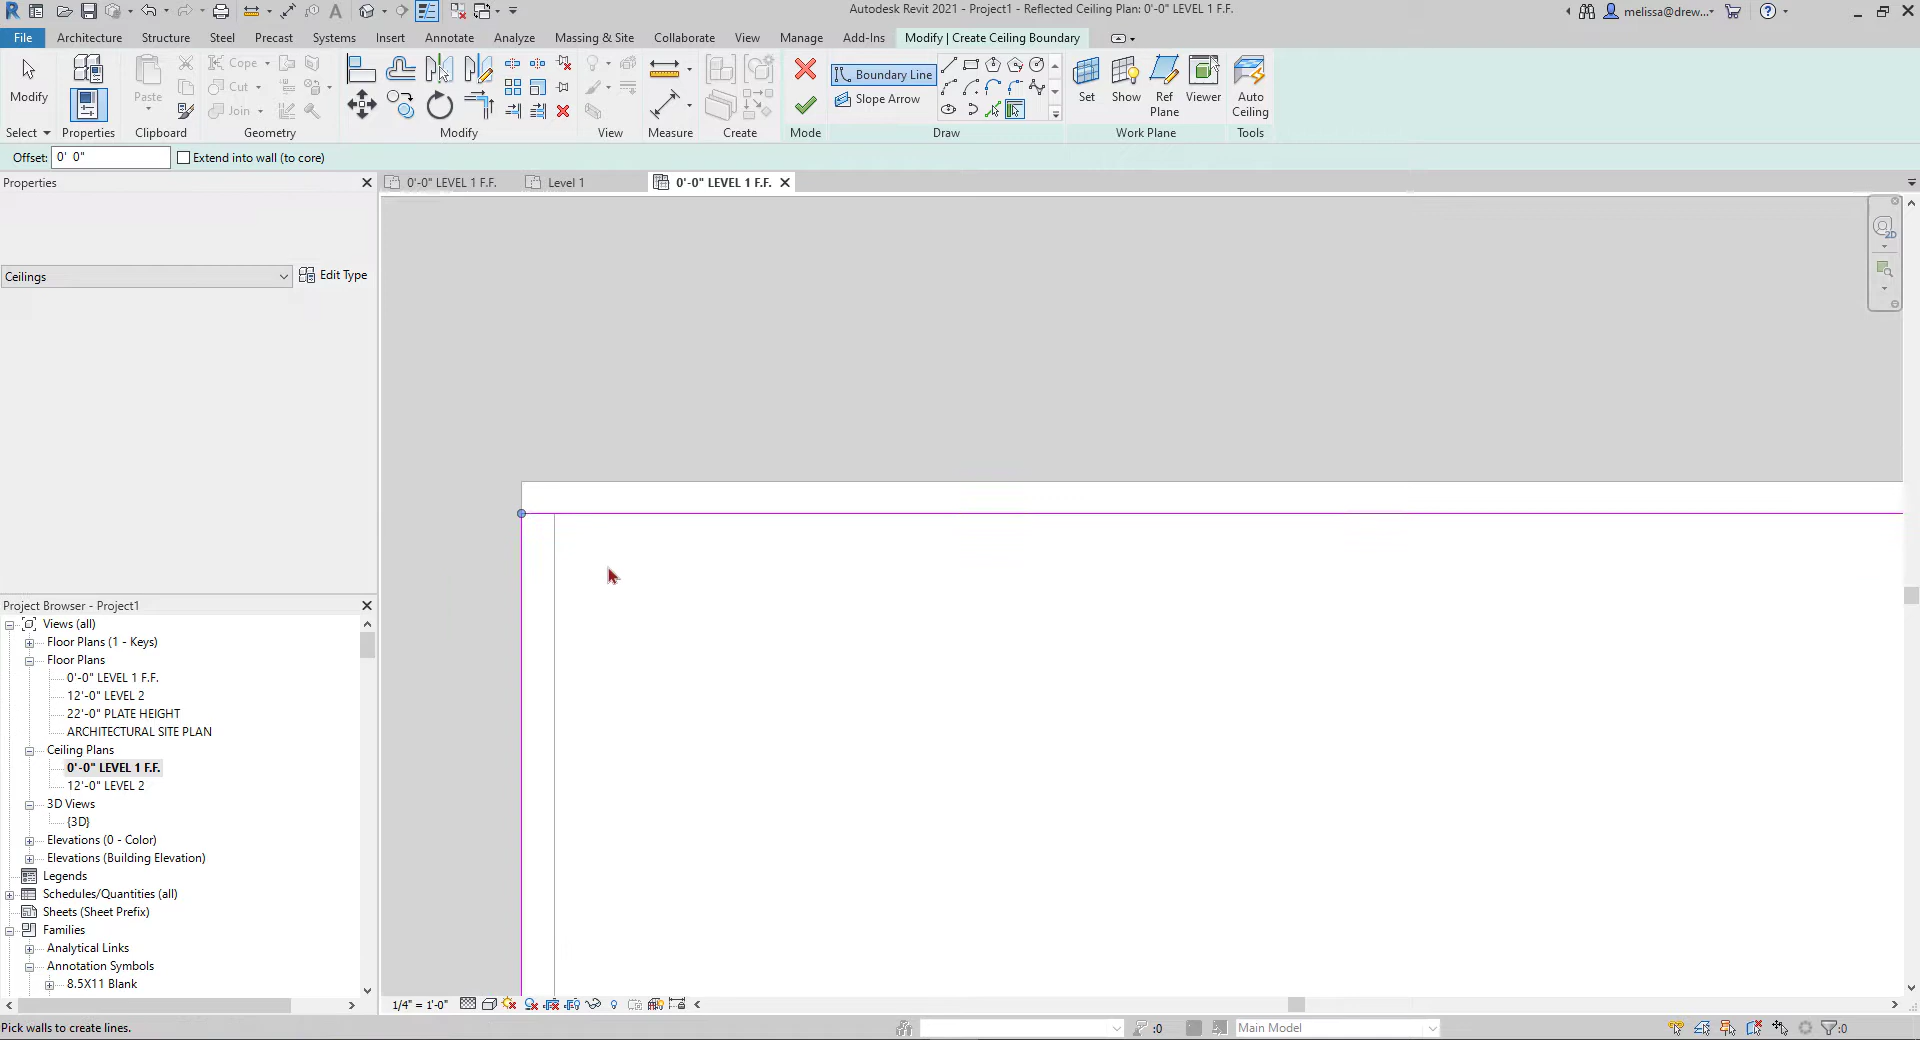 Autodesk Revit 2021 - Project1 - Reflected Ceiling Plan: 0'-0" LEVEL 1 F.F.
melissa@drew...
File Architecture Structure Steel Precast Systems Insert Annotate Analyze Massing & Site Collaborate View Manage Add-Ins Modify | Create Ceiling Boundary
Modify
Paste
Cope
Cut
Join
Boundary Line
Slope Arrow
Set
Show
Ref
Plane
Viewer
Auto
Ceiling
Select Properties Clipboard Geometry Modify View Measure Create Mode Draw Work Plane Tools
Offset: 0' 0" Extend into wall (to core)
Properties
0'-0" LEVEL 1 F.F. Level 1 0'-0" LEVEL 1 F.F.
2D
Ceilings Edit Type
Project Browser - Project1
Views (all)
Floor Plans (1 - Keys)
Floor Plans
0'-0" LEVEL 1 F.F.
12'-0" LEVEL 2
22'-0" PLATE HEIGHT
ARCHITECTURAL SITE PLAN
Ceiling Plans
0'-0" LEVEL 1 F.F.
12'-0" LEVEL 2
3D Views
{3D}
Elevations (0 - Color)
Elevations (Building Elevation)
Legends
Schedules/Quantities (all)
Sheets (Sheet Prefix)
Families
Analytical Links
Annotation Symbols
8.5X11 Blank
1/4" = 1'-0"
Pick walls to create lines.
:0
Main Model
:0